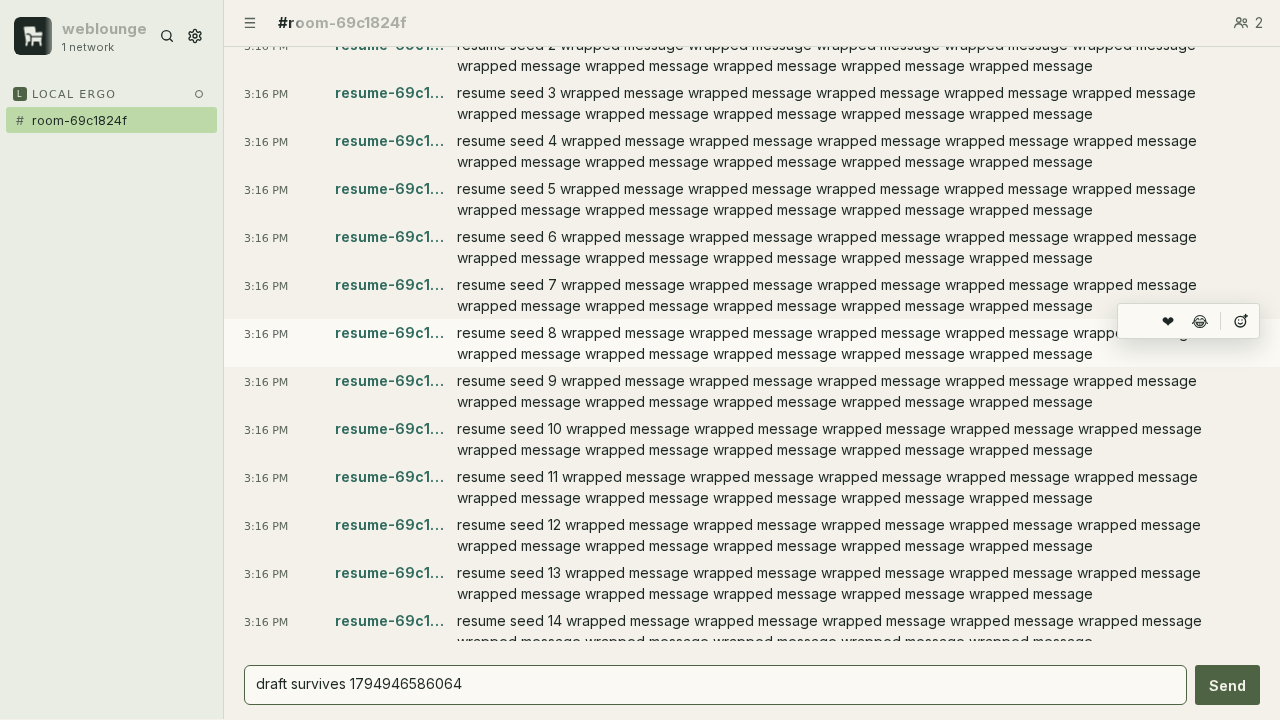 weblounge
1 network
L LOCAL ERGO
# room-69c1824f
#room-69c1824f
2
3:16 PM resume-69c1… resume seed 2 wrapped message wrapped message wrapped message wrapped message wrapped message
wrapped message wrapped message wrapped message wrapped message wrapped message
3:16 PM resume-69c1… resume seed 3 wrapped message wrapped message wrapped message wrapped message wrapped message
wrapped message wrapped message wrapped message wrapped message wrapped message
3:16 PM resume-69c1… resume seed 4 wrapped message wrapped message wrapped message wrapped message wrapped message
wrapped message wrapped message wrapped message wrapped message wrapped message
3:16 PM resume-69c1… resume seed 5 wrapped message wrapped message wrapped message wrapped message wrapped message
wrapped message wrapped message wrapped message wrapped message wrapped message
3:16 PM resume-69c1… resume seed 6 wrapped message wrapped message wrapped message wrapped message wrapped message
wrapped message wrapped message wrapped message wrapped message wrapped message
3:16 PM resume-69c1… resume seed 7 wrapped message wrapped message wrapped message wrapped message wrapped message
wrapped message wrapped message wrapped message wrapped message wrapped message
3:16 PM resume-69c1… resume seed 8 wrapped message wrapped message wrapped message wrapped message
wrapped message wrapped message wrapped message wrapped message wrapped message
3:16 PM resume-69c1… resume seed 9 wrapped message wrapped message wrapped message wrapped message wrapped message
wrapped message wrapped message wrapped message wrapped message wrapped message
3:16 PM resume-69c1… resume seed 10 wrapped message wrapped message wrapped message wrapped message wrapped message
wrapped message wrapped message wrapped message wrapped message wrapped message
3:16 PM resume-69c1… resume seed 11 wrapped message wrapped message wrapped message wrapped message wrapped message
wrapped message wrapped message wrapped message wrapped message wrapped message
3:16 PM resume-69c1… resume seed 12 wrapped message wrapped message wrapped message wrapped message wrapped message
wrapped message wrapped message wrapped message wrapped message wrapped message
3:16 PM resume-69c1… resume seed 13 wrapped message wrapped message wrapped message wrapped message wrapped message
wrapped message wrapped message wrapped message wrapped message wrapped message
3:16 PM resume-69c1… resume seed 14 wrapped message wrapped message wrapped message wrapped message wrapped message
wrapped message wrapped message wrapped message wrapped message wrapped message
draft survives 1794946586064
Send